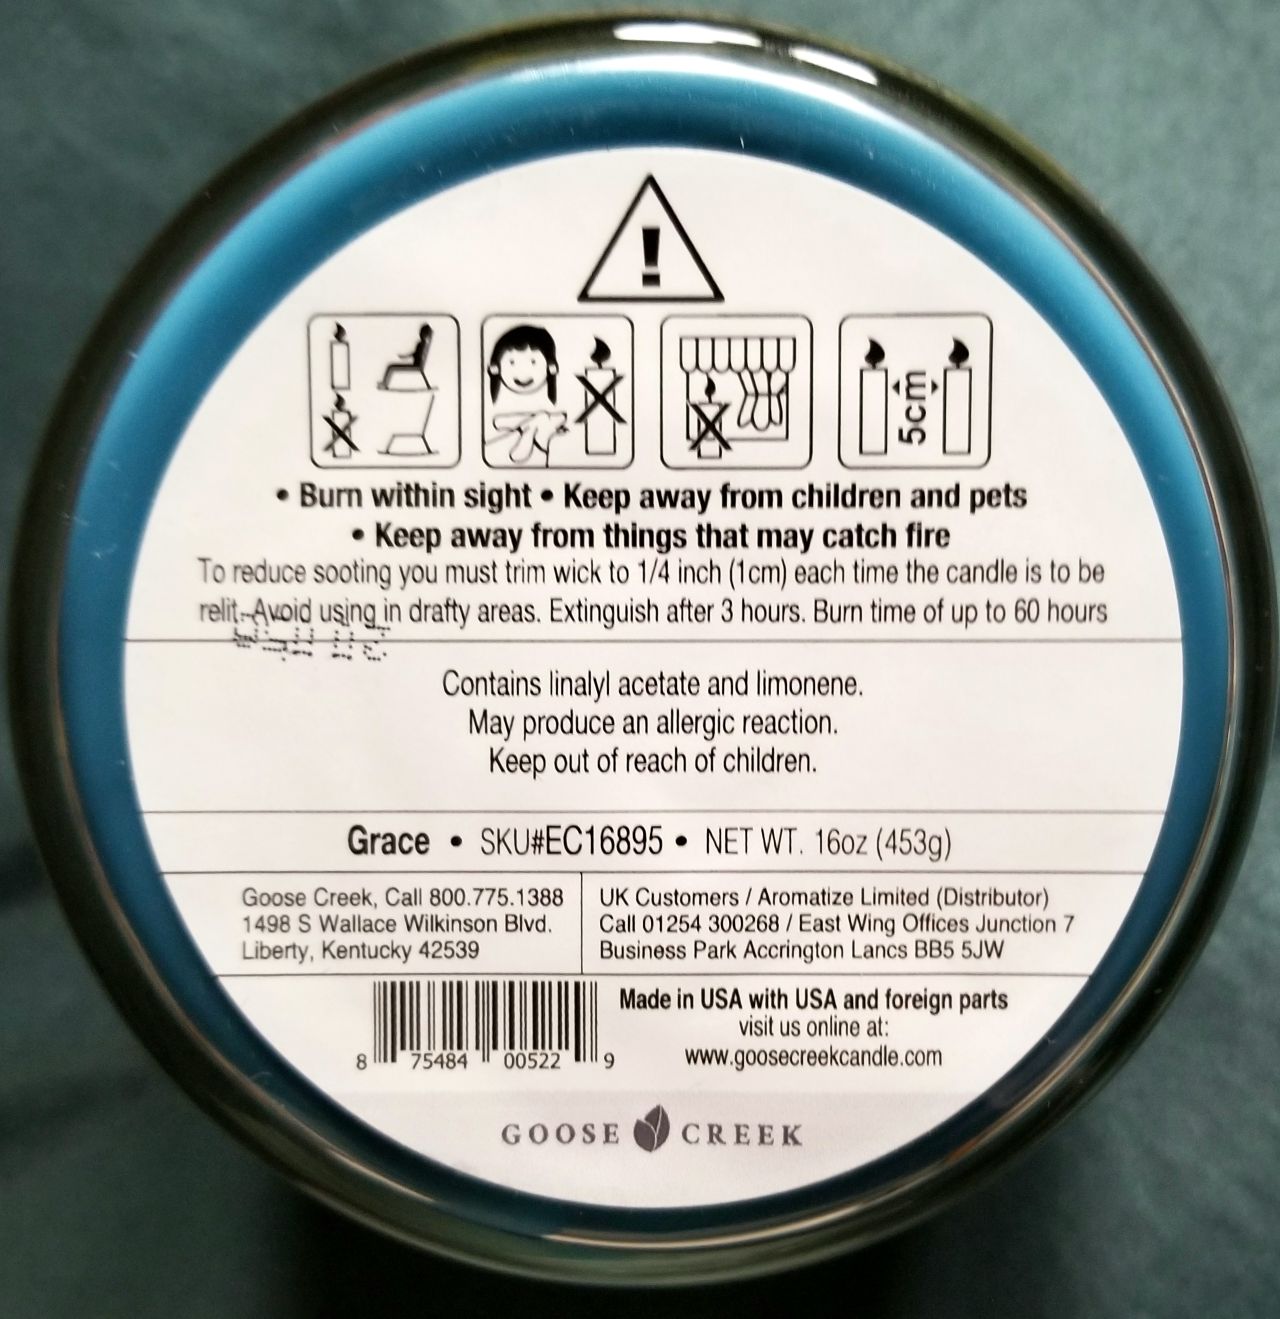 !
5cm
• Burn within sight • Keep away from children and pets
• Keep away from things that may catch fire
To reduce sooting you must trim wick to 1/4 inch (1cm) each time the candle is to be
relit. Avoid using in drafty areas. Extinguish after 3 hours. Burn time of up to 60 hours
Contains linalyl acetate and limonene.
May produce an allergic reaction.
Keep out of reach of children.
Grace • SKU#EC16895 • NET WT. 16oz (453g)
Goose Creek, Call 800.775.1388
1498 S Wallace Wilkinson Blvd.
Liberty, Kentucky 42539
UK Customers / Aromatize Limited (Distributor)
Call 01254 300268 / East Wing Offices Junction 7
Business Park Accrington Lancs BB5 5JW
8 75484 00522 9
Made in USA with USA and foreign parts
visit us online at:
www.goosecreekcandle.com
GOOSE CREEK